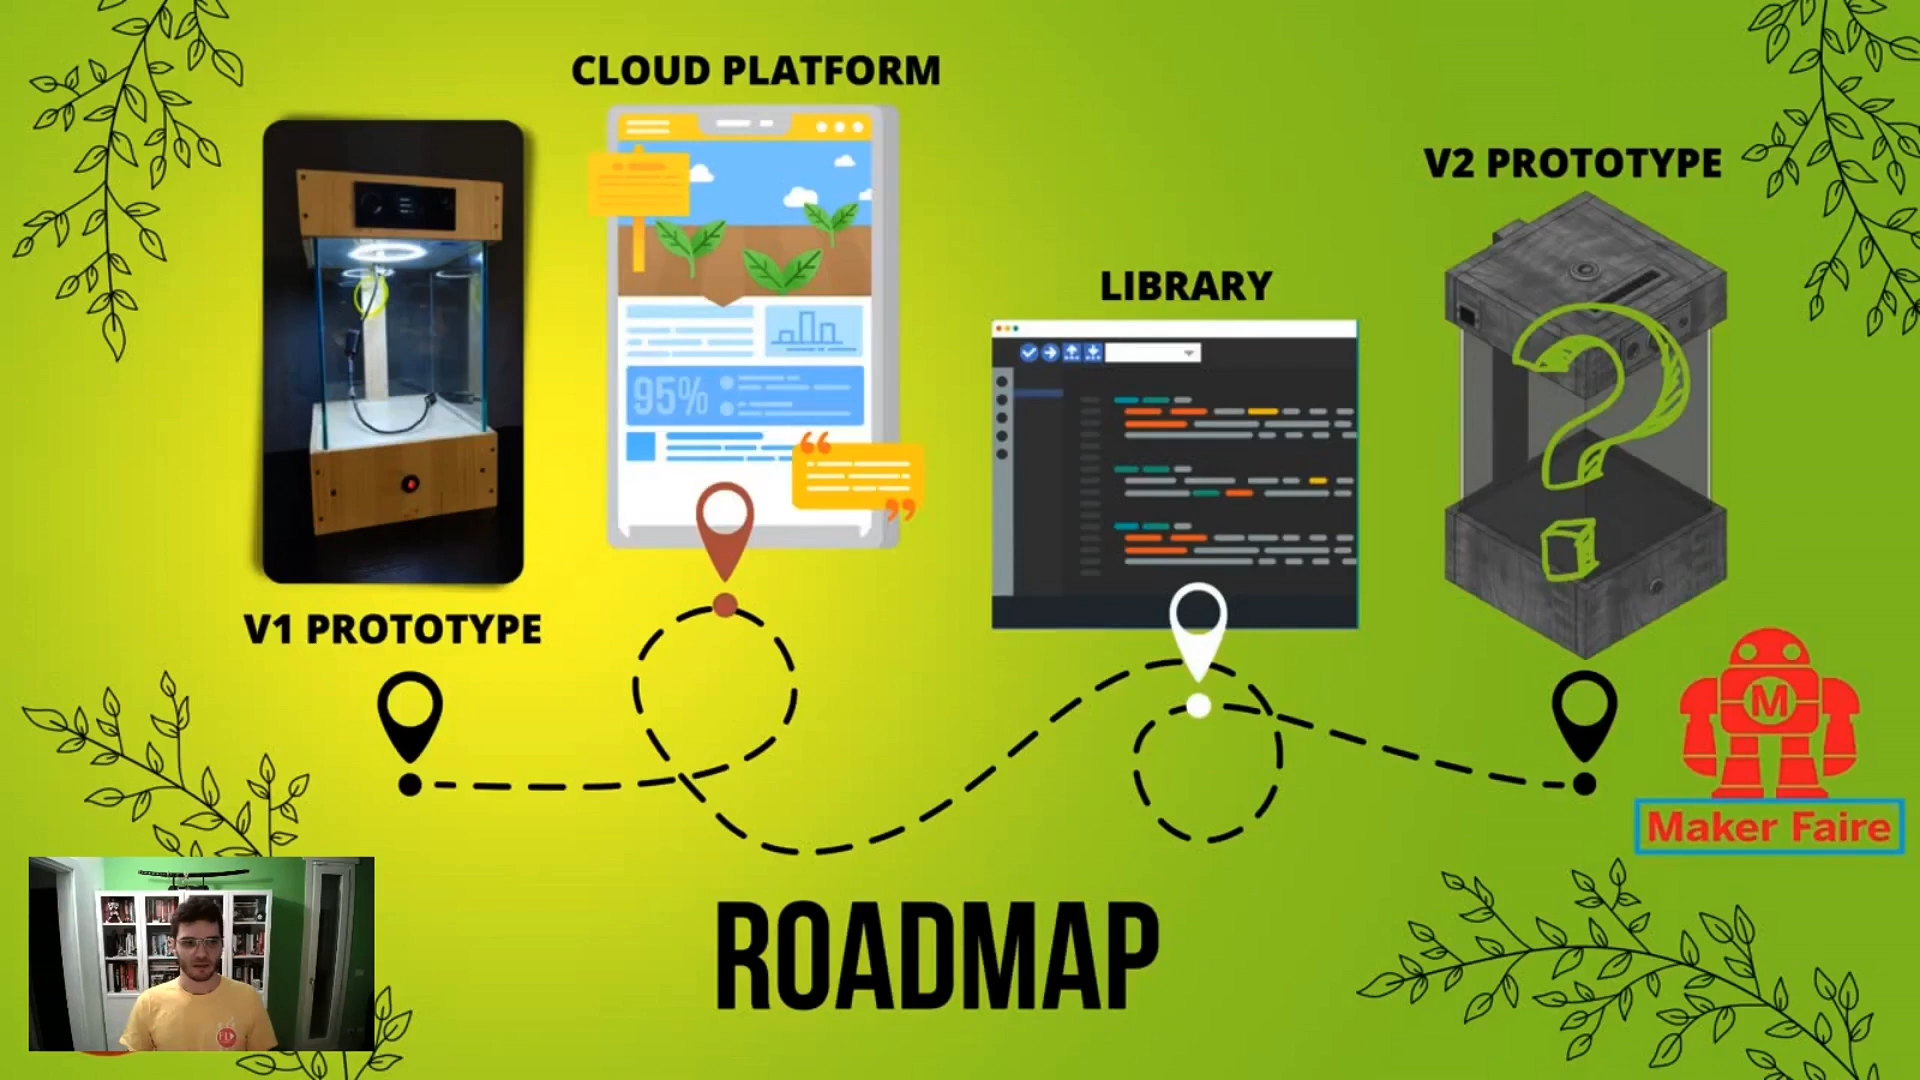 CLOUD PLATFORM
V2 PROTOTYPE
LIBRARY
95%
V1 PROTOTYPE
M
Maker Faire
ROADMAP